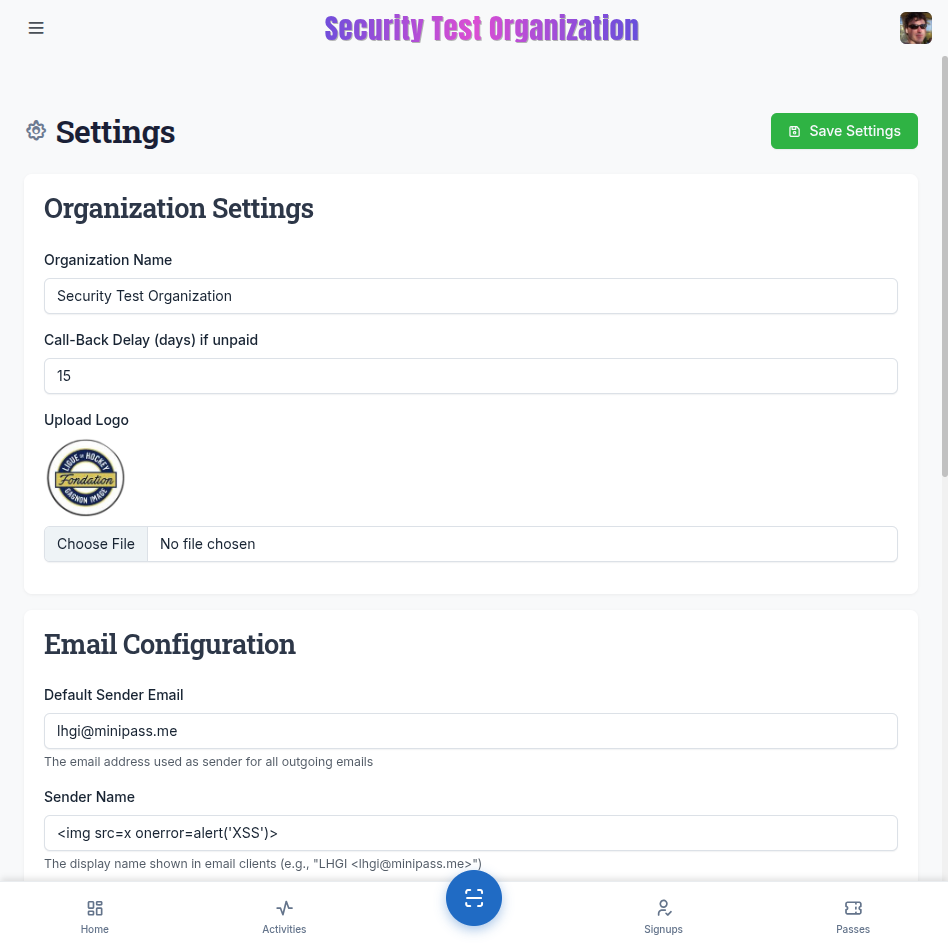 Security Test Organization
Settings
Save Settings
Organization Settings
Organization Name
Security Test Organization
Call-Back Delay (days) if unpaid
15
Upload Logo
LIGUE DE HOCKEY
Fondation
GAGNON IMAGE
Choose File
No file chosen
Email Configuration
Default Sender Email
lhgi@minipass.me
The email address used as sender for all outgoing emails
Sender Name
<img src=x onerror=alert('XSS')>
The display name shown in email clients (e.g., "LHGI <lhgi@minipass.me>")
Home
Activities
Signups
Passes